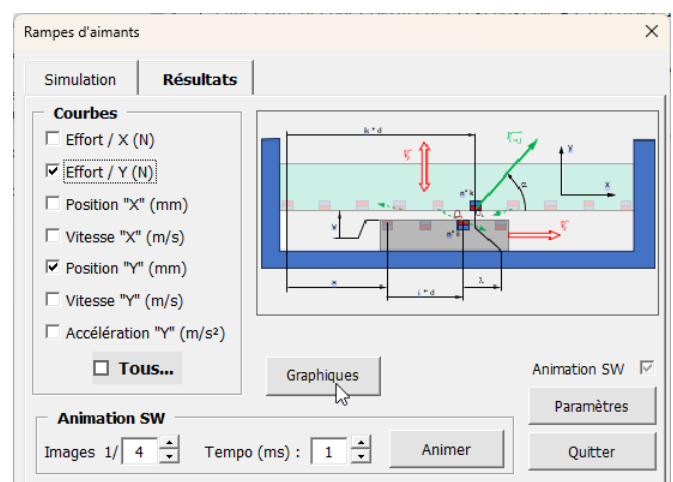 Rampes d'aimants
Simulation
Résultats
Courbes
Effort / X (N)
Effort / Y (N)
Position "X" (mm)
Vitesse "X" (m/s)
Position "Y" (mm)
Vitesse "Y" (m/s)
Accélération "Y" (m/s²)
Tous...
k * d
Y
X
n° k
i * d
Graphiques
Animation SW
Paramètres
Quitter
Animation SW
Images 1/ 4 Tempo (ms) : 1 Animer